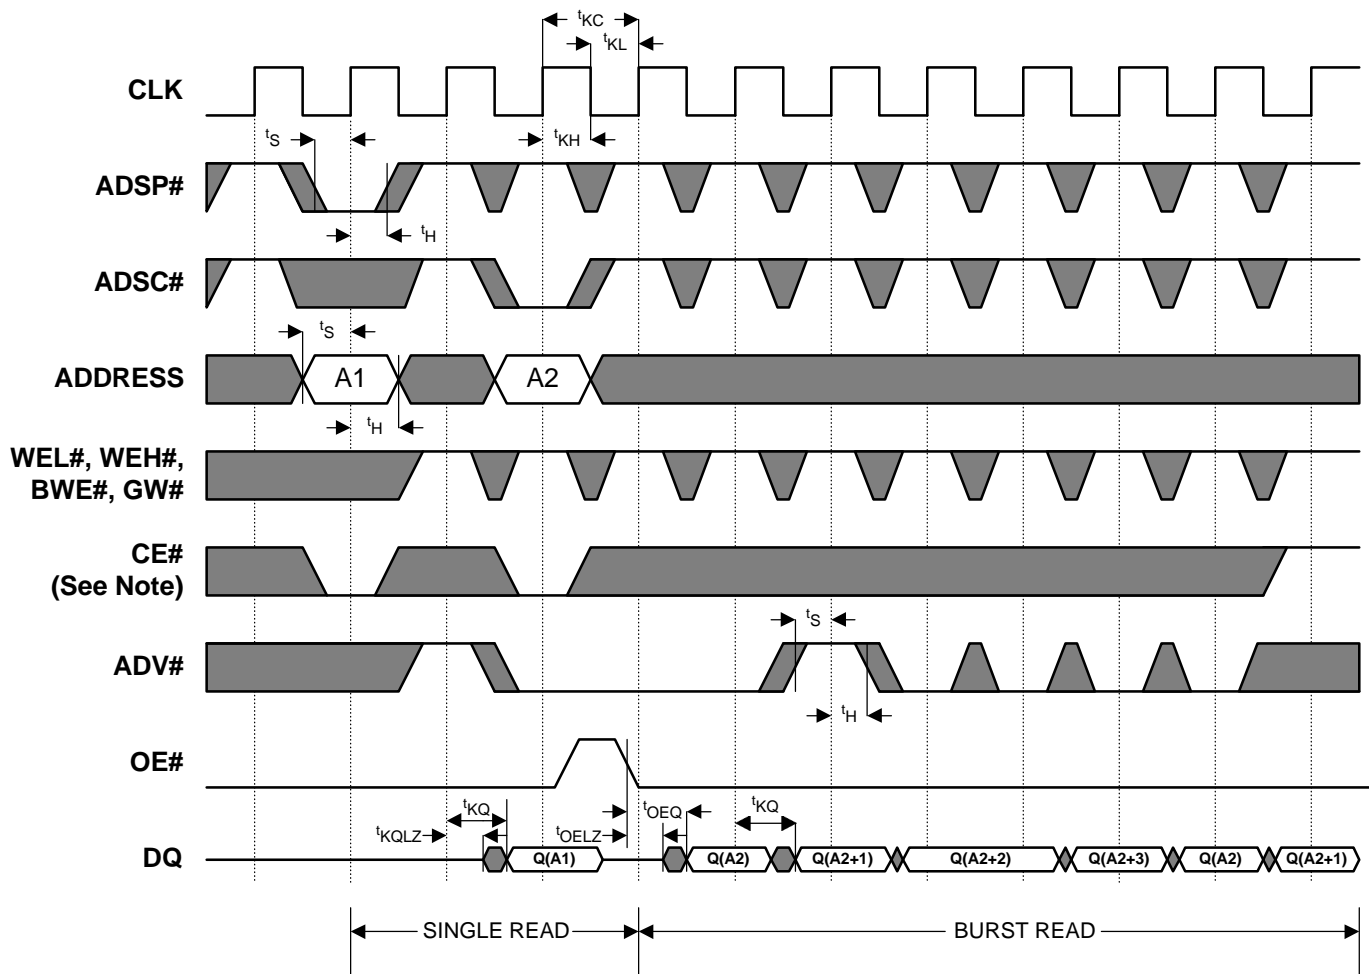 tKC
tKL
CLK
tS
tKH
ADSP#
tH
ADSC#
tS
ADDRESS
A1
A2
tH
WEL#, WEH#,
BWE#, GW#
CE#
(See Note)
tS
ADV#
tH
OE#
tKQ
tOEQ
tKQ
tKQLZ
tOELZ
DQ
Q(A1)
Q(A2)
Q(A2+1)
Q(A2+2)
Q(A2+3)
Q(A2)
Q(A2+1)
SINGLE READ
BURST READ